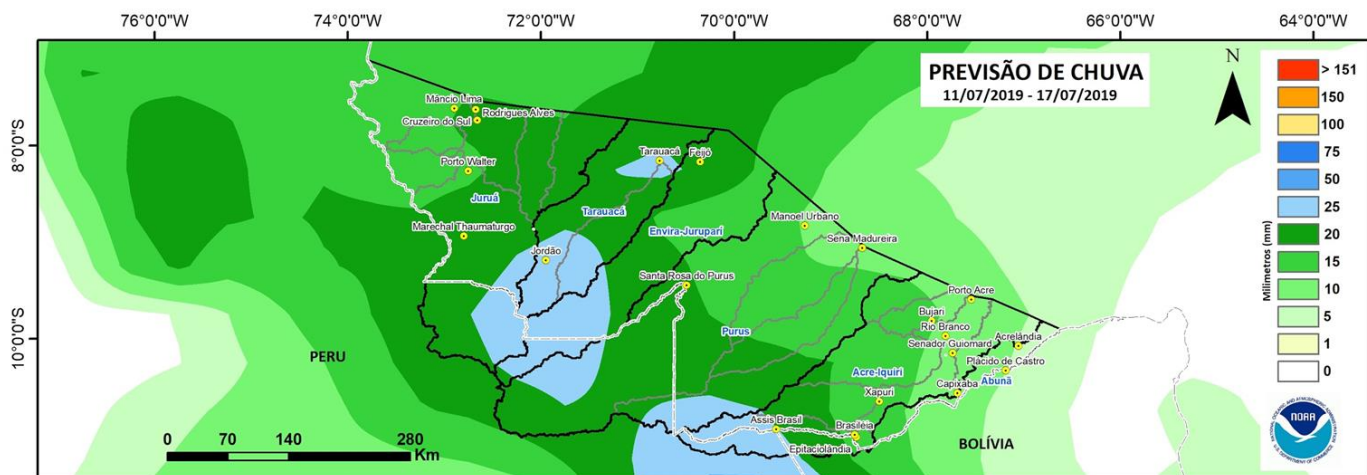 76°0'0"W 74°0'0"W 72°0'0"W 70°0'0"W 68°0'0"W 66°0'0"W 64°0'0"W
PREVISÃO DE CHUVA
11/07/2019 - 17/07/2019
N
8°0'0"S
10°0'0"S
Mâncio Lima
Rodrigues Alves
Cruzeiro do Sul
Porto Walter
Juruá
Marechal Thaumaturgo
Tarauacá
Feijó
Tarauacá
Envira-Jurupari
Jordão
Santa Rosa do Purus
Manoel Urbano
Sena Madureira
Purus
Porto Acre
Bujari
Rio Branco
Senador Guiomard
Acrelândia
Plácido de Castro
Abunã
Acre-Iquiri
Xapuri
Capixaba
Assis Brasil
Brasiléia
Epitaciolândia
PERU
BOLÍVIA
0 70 140 280
Km
Milímetros (mm)
> 151
150
100
75
50
25
20
15
10
5
1
0
NOAA